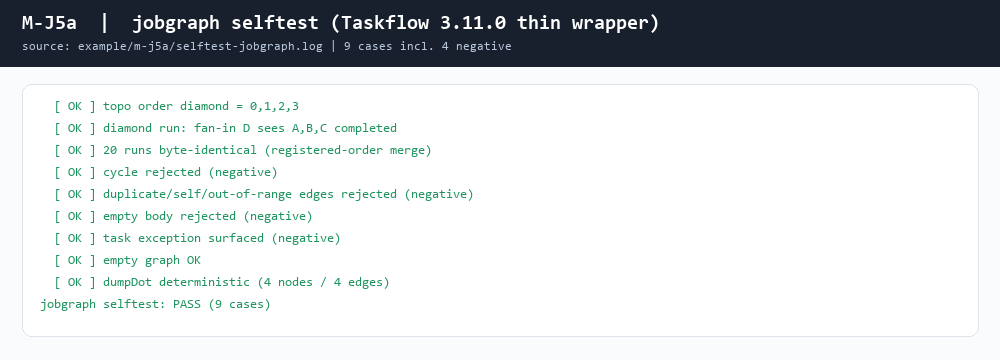 M-J5a | jobgraph selftest (Taskflow 3.11.0 thin wrapper)
source: example/m-j5a/selftest-jobgraph.log | 9 cases incl. 4 negative
[ OK ] topo order diamond = 0,1,2,3
[ OK ] diamond run: fan-in D sees A,B,C completed
[ OK ] 20 runs byte-identical (registered-order merge)
[ OK ] cycle rejected (negative)
[ OK ] duplicate/self/out-of-range edges rejected (negative)
[ OK ] empty body rejected (negative)
[ OK ] task exception surfaced (negative)
[ OK ] empty graph OK
[ OK ] dumpDot deterministic (4 nodes / 4 edges)
jobgraph selftest: PASS (9 cases)